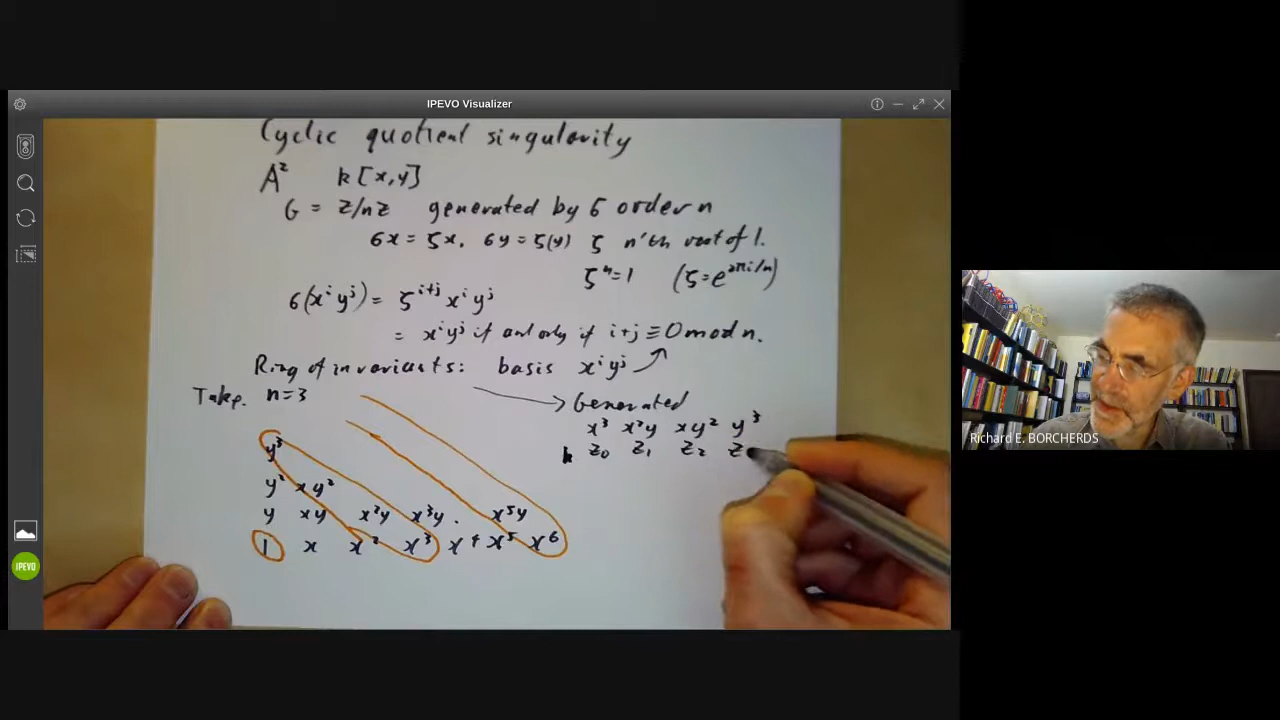 IPEVO Visualizer
Cyclic quotient singularity
A² k[x,y]
G = Z/nZ generated by σ order n
σx = ζx, σy = ζ(y) ζ n'th root of 1.
ζⁿ=1 (ζ=e^{2πi/n})
σ(xⁱyʲ) = ζ^{i+j} xⁱyʲ
= xⁱyʲ if and only if i+j ≡ 0 mod n.
Ring of invariants: basis xⁱyʲ
Take n=3
Generated
x³ x²y xy² y³
z₀ z₁ z₂ z
y³
y² xy²
y xy x²y x³y . x⁵y
1 x x² x³ x⁴ x⁵ x⁶
IPEVO
Richard E. BORCHERDS